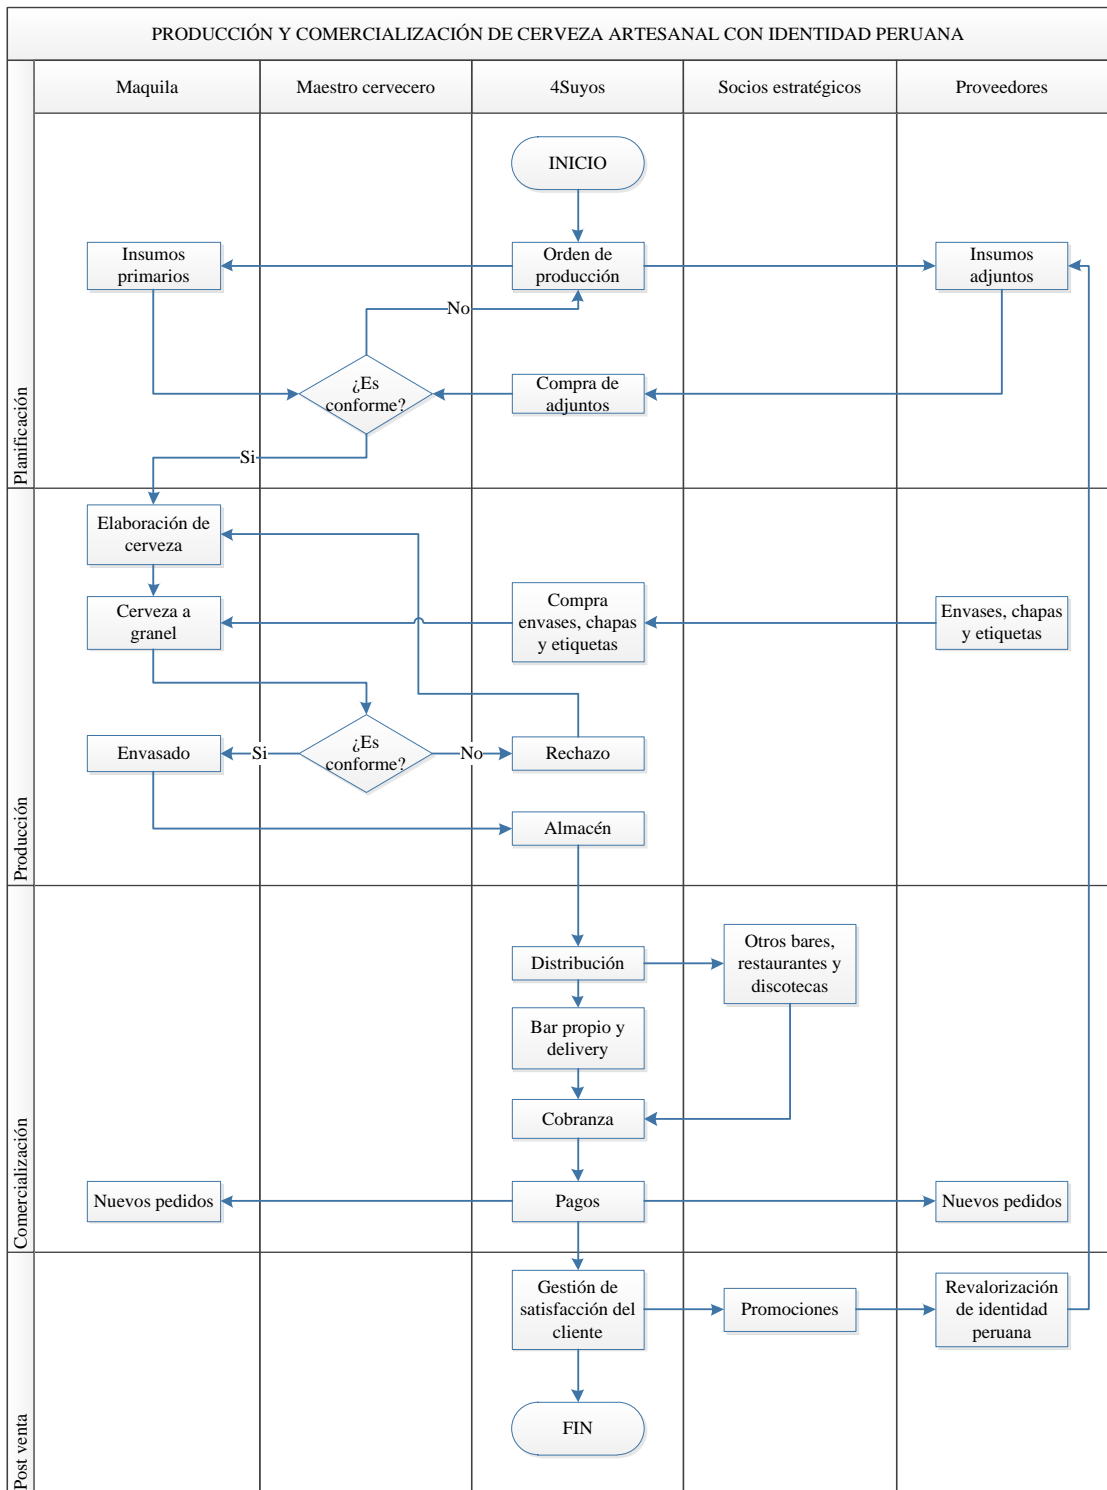 PRODUCCIÓN Y COMERCIALIZACIÓN DE CERVEZA ARTESANAL CON IDENTIDAD PERUANA
Maquila
Maestro cervecero
4Suyos
Socios estratégicos
Proveedores
Planificación
INICIO
Insumos
primarios
Orden de
producción
Insumos
adjuntos
No
¿Es
conforme?
Compra de
adjuntos
Si
Producción
Elaboración de
cerveza
Cerveza a
granel
Compra
envases, chapas
y etiquetas
Envases, chapas
y etiquetas
Envasado
Si
¿Es
conforme?
No
Rechazo
Almacén
Comercialización
Distribución
Otros bares,
restaurantes y
discotecas
Bar propio y
delivery
Cobranza
Nuevos pedidos
Pagos
Nuevos pedidos
Post venta
Gestión de
satisfacción del
cliente
Promociones
Revalorización
de identidad
peruana
FIN